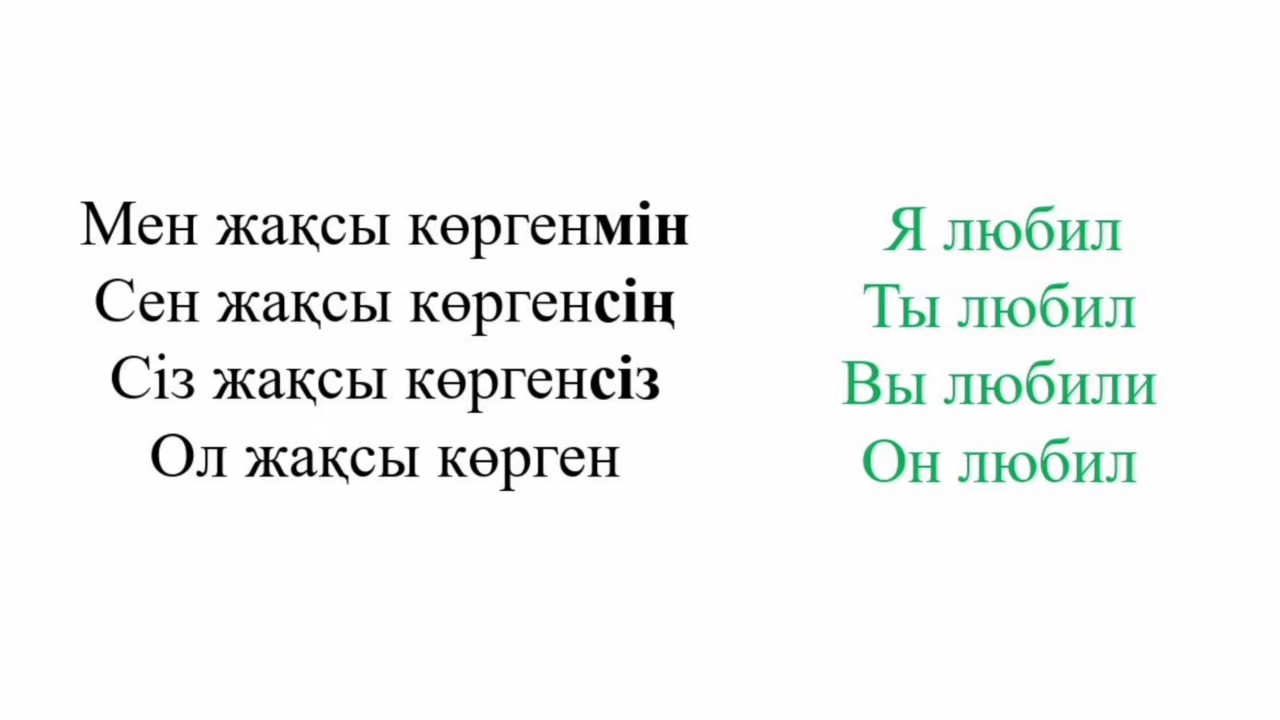 Мен жақсы көргенмін
Сен жақсы көргенсің
Сіз жақсы көргенсіз
Ол жақсы көрген
Я любил
Ты любил
Вы любили
Он любил